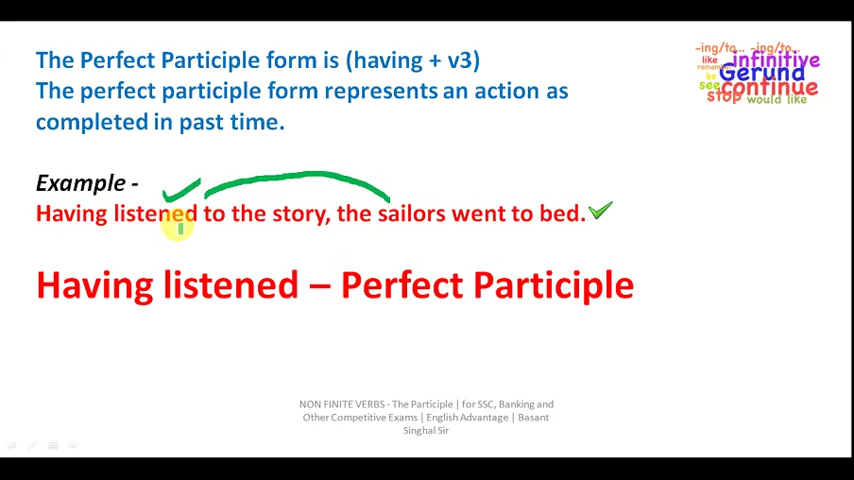 The Perfect Participle form is (having + v3)
The perfect participle form represents an action as
completed in past time.
Example -
Having listened to the story, the sailors went to bed.
Having listened – Perfect Participle
-ing/to... -ing/to...
like infinitive
remember
be Gerund
see continue
stop would like
NON FINITE VERBS - The Participle | for SSC, Banking and
Other Competitive Exams | English Advantage | Basant
Singhal Sir